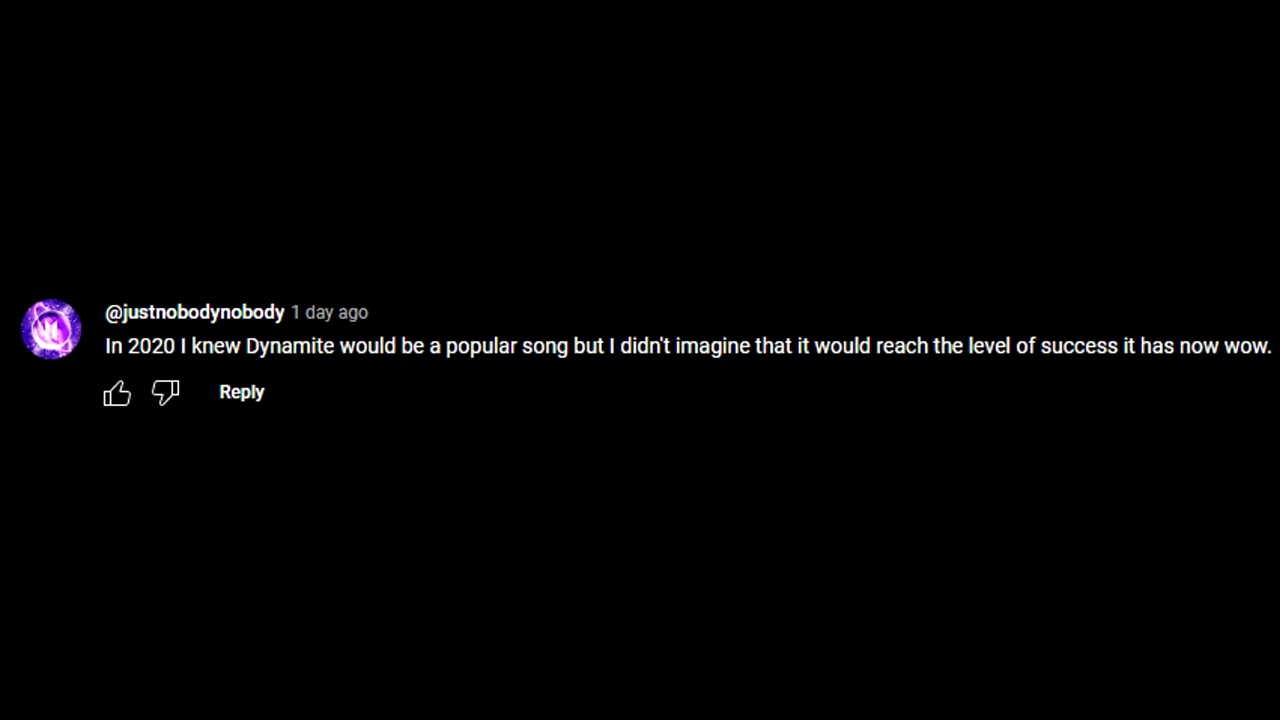 @justnobodynobody 1 day ago
In 2020 I knew Dynamite would be a popular song but I didn't imagine that it would reach the level of success it has now wow.
Reply